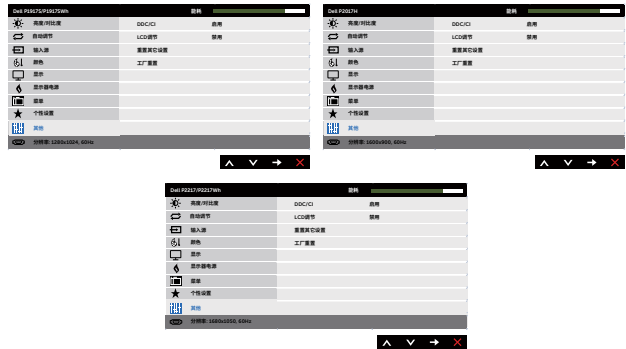 Dell P1917S/P1917SWh 能耗
亮度/对比度 DDC/CI 启用
自动调节 LCD调节 禁用
输入源 重置其它设置
颜色 工厂重置
显示
显示器电源
菜单
个性设置
其他
分辨率: 1280x1024, 60Hz
Dell P2017H 能耗
亮度/对比度 DDC/CI 启用
自动调节 LCD调节 禁用
输入源 重置其它设置
颜色 工厂重置
显示
显示器电源
菜单
个性设置
其他
分辨率: 1600x900, 60Hz
Dell P2217/P2217Wh 能耗
亮度/对比度 DDC/CI 启用
自动调节 LCD调节 禁用
输入源 重置其它设置
颜色 工厂重置
显示
显示器电源
菜单
个性设置
其他
分辨率: 1680x1050, 60Hz